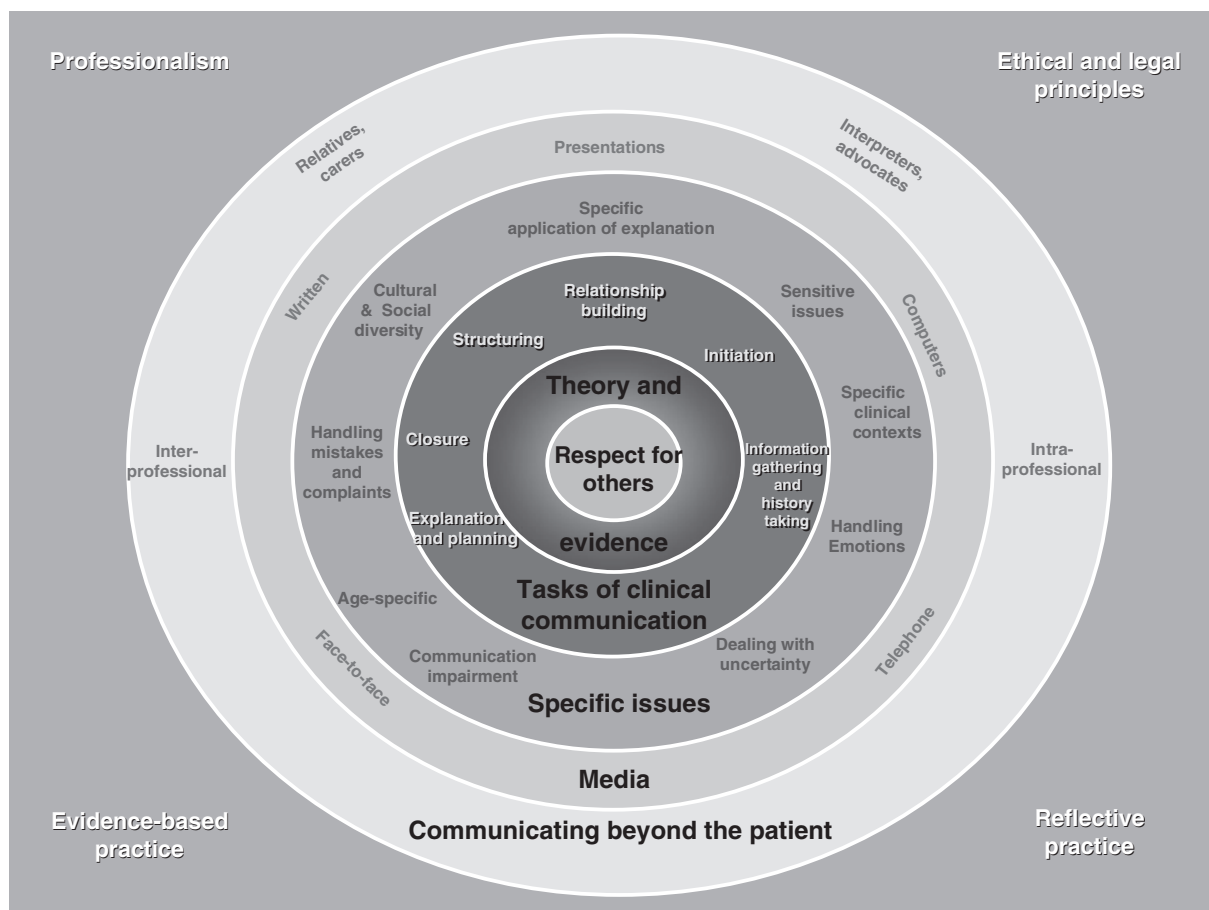 Professionalism
Ethical and legal
principles
Relatives,
carers
Interpreters,
advocates
Presentations
Specific
application of explanation
Written
Cultural
& Social
diversity
Sensitive
issues
Computers
Relationship
building
Structuring
Initiation
Theory and
Specific
clinical
contexts
Handling
mistakes
and
complaints
Closure
Respect for
others
Information
gathering
and
history
taking
Inter-
professional
Intra-
professional
Explanation
and planning
evidence
Handling
Emotions
Tasks of clinical
communication
Age-specific
Face-to-face
Communication
impairment
Dealing with
uncertainty
Telephone
Specific issues
Media
Communicating beyond the patient
Evidence-based
practice
Reflective
practice